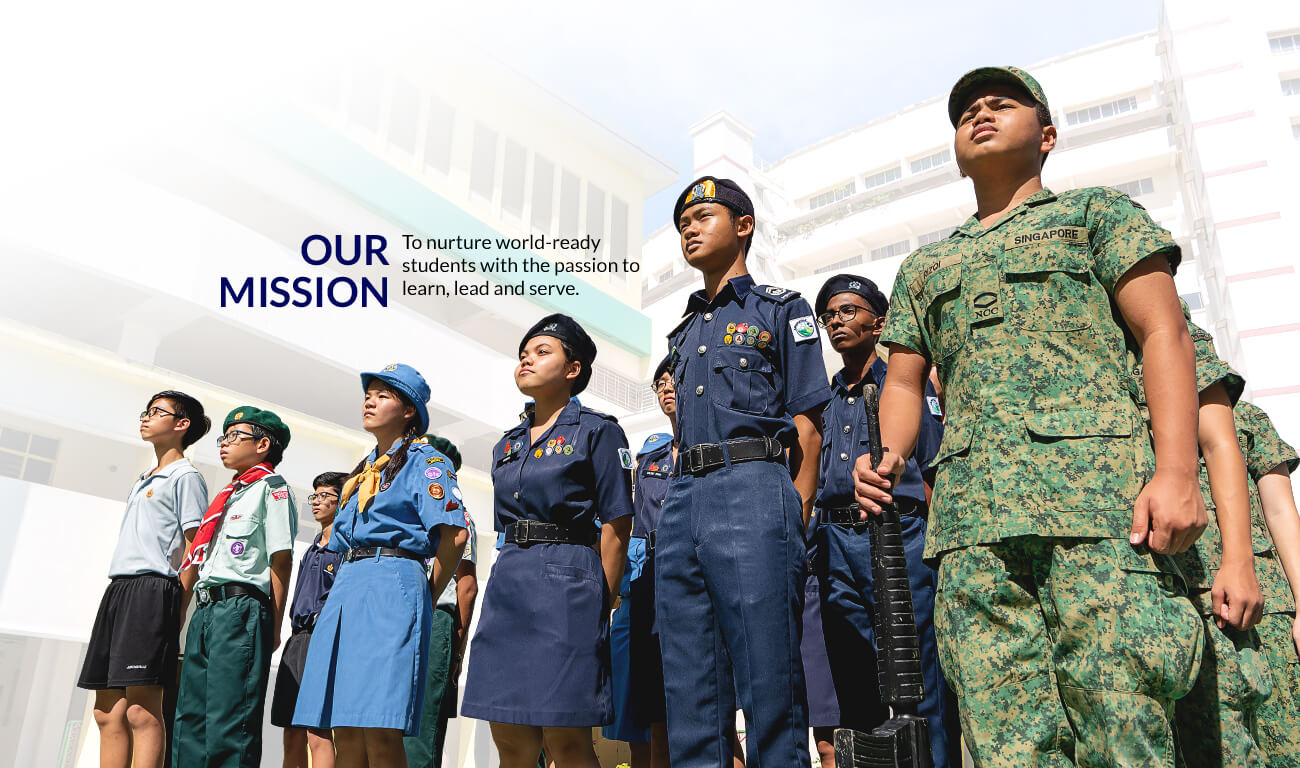 OUR
MISSION
To nurture world-ready
students with the passion to
learn, lead and serve.
SINGAPORE
NCC